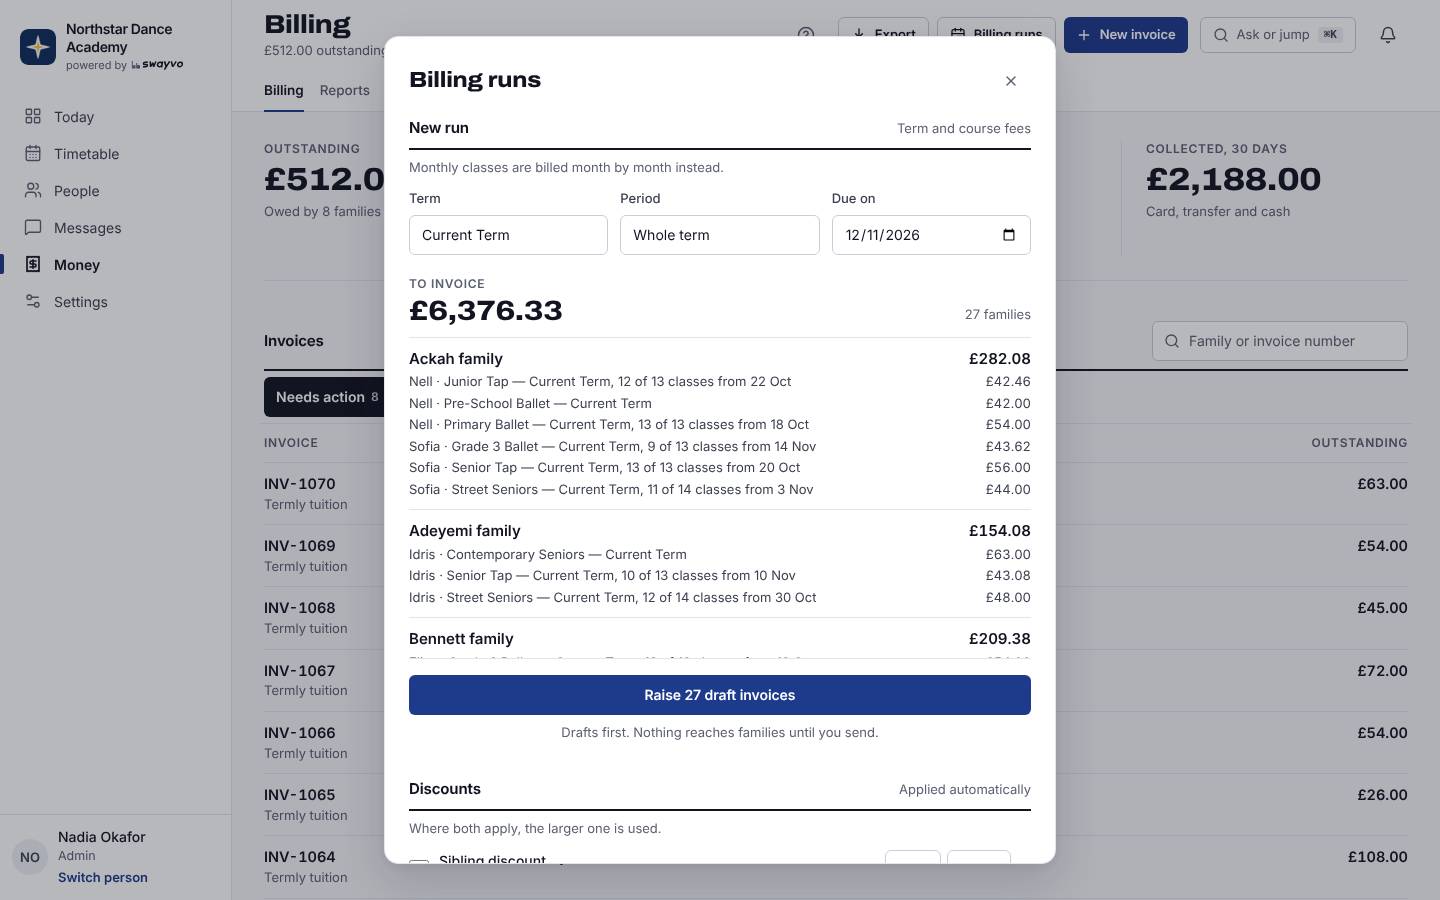 Northstar Dance
Academy
powered by swayvo
Today
Timetable
People
Messages
Money
Settings
NO
Nadia Okafor
Admin
Switch person
Billing
£512.00 outstanding
Export
Billing runs
New invoice
Ask or jump ⌘K
Billing Reports
OUTSTANDING
£512.0
Owed by 8 families
COLLECTED, 30 DAYS
£2,188.00
Card, transfer and cash
Invoices
Family or invoice number
Needs action 8
INVOICE OUTSTANDING
INV-1070 £63.00
Termly tuition
INV-1069 £54.00
Termly tuition
INV-1068 £45.00
Termly tuition
INV-1067 £72.00
Termly tuition
INV-1066 £54.00
Termly tuition
INV-1065 £26.00
Termly tuition
INV-1064 £108.00
Termly tuition
Billing runs
New run Term and course fees
Monthly classes are billed month by month instead.
Term Period Due on
Current Term Whole term 12/11/2026
TO INVOICE
£6,376.33 27 families
Ackah family £282.08
Nell · Junior Tap — Current Term, 12 of 13 classes from 22 Oct £42.46
Nell · Pre-School Ballet — Current Term £42.00
Nell · Primary Ballet — Current Term, 13 of 13 classes from 18 Oct £54.00
Sofia · Grade 3 Ballet — Current Term, 9 of 13 classes from 14 Nov £43.62
Sofia · Senior Tap — Current Term, 13 of 13 classes from 20 Oct £56.00
Sofia · Street Seniors — Current Term, 11 of 14 classes from 3 Nov £44.00
Adeyemi family £154.08
Idris · Contemporary Seniors — Current Term £63.00
Idris · Senior Tap — Current Term, 10 of 13 classes from 10 Nov £43.08
Idris · Street Seniors — Current Term, 12 of 14 classes from 30 Oct £48.00
Bennett family £209.38
Raise 27 draft invoices
Drafts first. Nothing reaches families until you send.
Discounts Applied automatically
Where both apply, the larger one is used.
Sibling discount